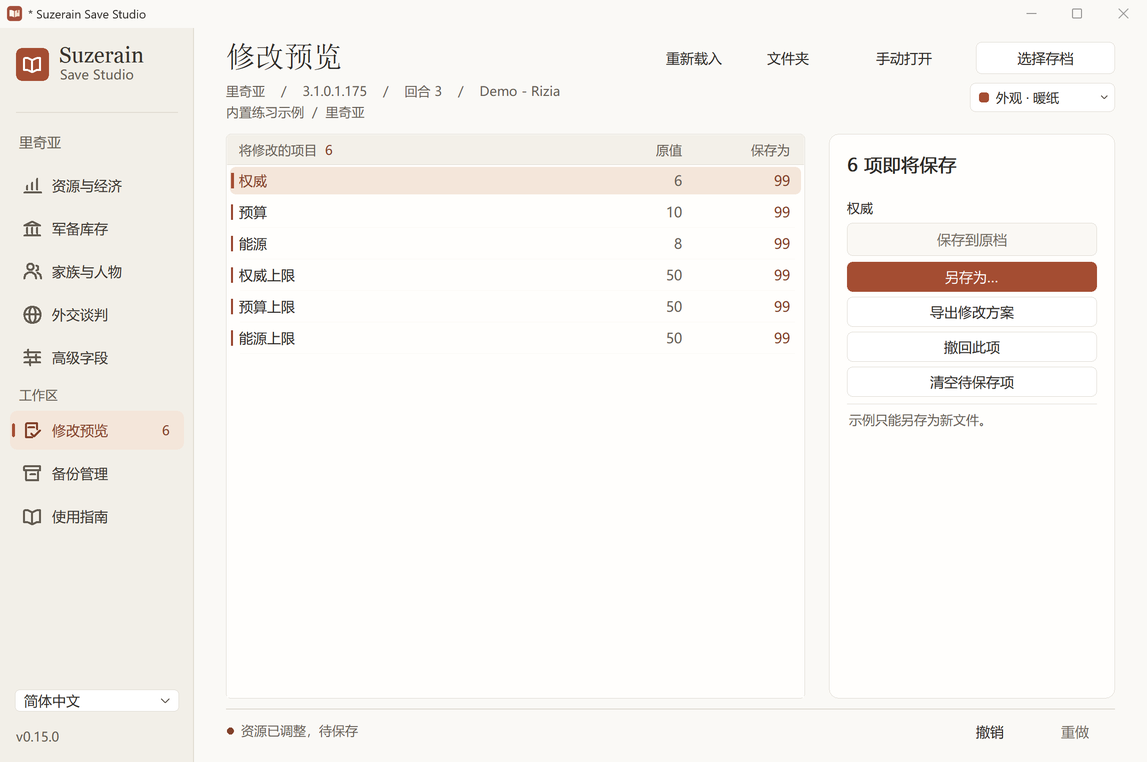 * Suzerain Save Studio
Suzerain
Save Studio
里奇亚
资源与经济
军备库存
家族与人物
外交谈判
高级字段
工作区
修改预览 6
备份管理
使用指南
简体中文
v0.15.0
修改预览
重新载入 文件夹 手动打开 选择存档
里奇亚 / 3.1.0.1.175 / 回合 3 / Demo - Rizia
内置练习示例 / 里奇亚
外观 · 暖纸
将修改的项目 6 原值 保存为
权威 6 99
预算 10 99
能源 8 99
权威上限 50 99
预算上限 50 99
能源上限 50 99
6 项即将保存
权威
保存到原档
另存为...
导出修改方案
撤回此项
清空待保存项
示例只能另存为新文件。
资源已调整，待保存
撤销 重做